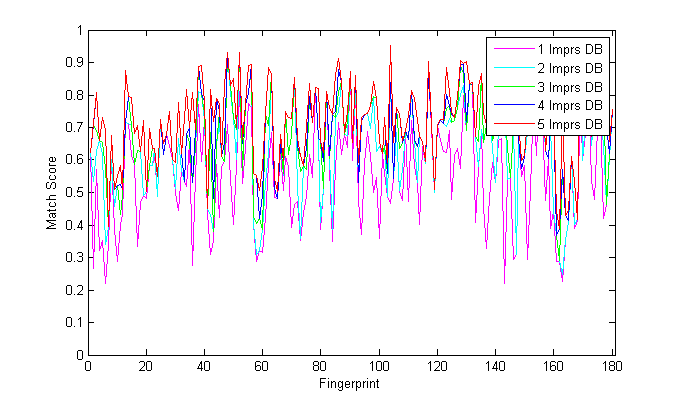 1
0.9
0.8
0.7
0.6
0.5
0.4
0.3
0.2
0.1
0
Match Score
1 Imprs DB
2 Imprs DB
3 Imprs DB
4 Imprs DB
5 Imprs DB
0 20 40 60 80 100 120 140 160 180
Fingerprint